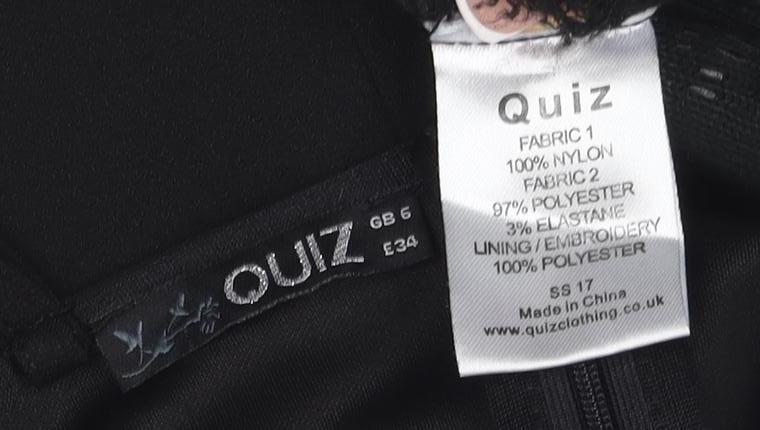 QUIZ
GB 6
E34
Quiz
FABRIC 1
100% NYLON
FABRIC 2
97% POLYESTER
3% ELASTANE
LINING / EMBROIDERY
100% POLYESTER
SS 17
Made in China
www.quizclothing.co.uk